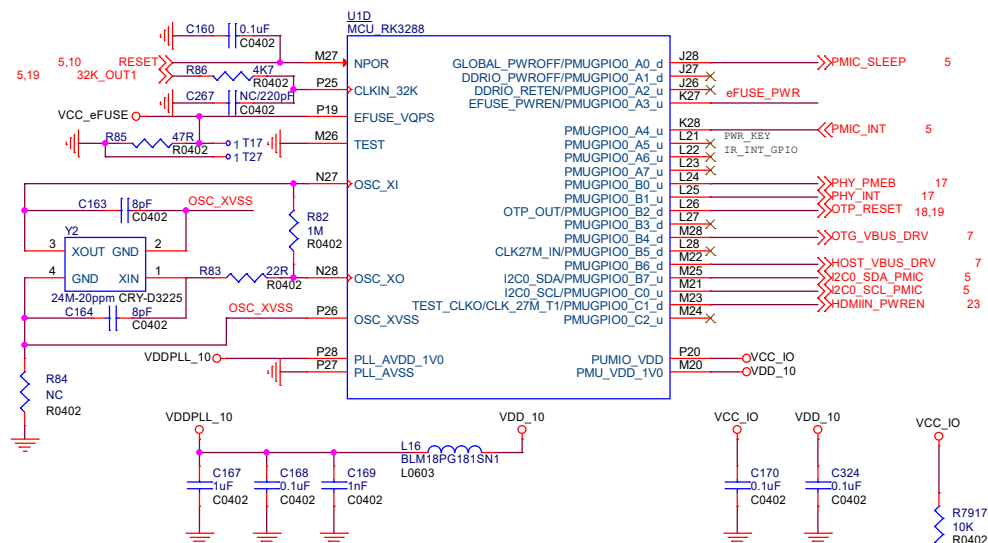 U1D
MCU_RK3288
C160
0.1uF
C0402
5,10 RESET
5,19 32K_OUT1
R86
4K7
R0402
C267
NC/220pF
C0402
VCC_eFUSE
R85
47R
R0402
1 T17
1 T27
M27
NPOR
P25
CLKIN_32K
P19
EFUSE_VQPS
M26
TEST
N27
OSC_XI
N28
OSC_XO
P26
OSC_XVSS
P28
PLL_AVDD_1V0
P27
PLL_AVSS
C163
8pF
C0402
OSC_XVSS
Y2
3 XOUT GND 2
4 GND XIN 1
24M-20ppm CRY-D3225
C164
8pF
C0402
R82
1M
R0402
R83
22R
R0402
OSC_XVSS
VDDPLL_10
R84
NC
R0402
GLOBAL_PWROFF/PMUGPIO0_A0_d J28 PMIC_SLEEP 5
DDRIO_PWROFF/PMUGPIO0_A1_d J27
DDRIO_RETEN/PMUGPIO0_A2_u J26
EFUSE_PWREN/PMUGPIO0_A3_u K27 eFUSE_PWR
PMUGPIO0_A4_u K28 PMIC_INT 5
PMUGPIO0_A5_u L21 PWR_KEY
PMUGPIO0_A6_u L22 IR_INT_GPIO
PMUGPIO0_A7_u L23
PMUGPIO0_B0_u L24 PHY_PMEB 17
PMUGPIO0_B1_u L25 PHY_INT 17
OTP_OUT/PMUGPIO0_B2_d L26 OTP_RESET 18,19
PMUGPIO0_B3_d L27
PMUGPIO0_B4_d M28 OTG_VBUS_DRV 7
CLK27M_IN/PMUGPIO0_B5_d L28
PMUGPIO0_B6_d M22 HOST_VBUS_DRV 7
I2C0_SDA/PMUGPIO0_B7_u M25 I2C0_SDA_PMIC 5
I2C0_SCL/PMUGPIO0_C0_u M21 I2C0_SCL_PMIC 5
TEST_CLKO/CLK_27M_T1/PMUGPIO0_C1_d M23 HDMIIN_PWREN 23
PMUGPIO0_C2_u M24
PUMIO_VDD P20 VCC_IO
PMU_VDD_1V0 M20 VDD_10
VDDPLL_10
VDD_10
L16
BLM18PG181SN1
L0603
C167
1uF
C0402
C168
0.1uF
C0402
C169
1nF
C0402
VCC_IO
C170
0.1uF
C0402
VDD_10
C324
0.1uF
C0402
VCC_IO
R7917
10K
R0402